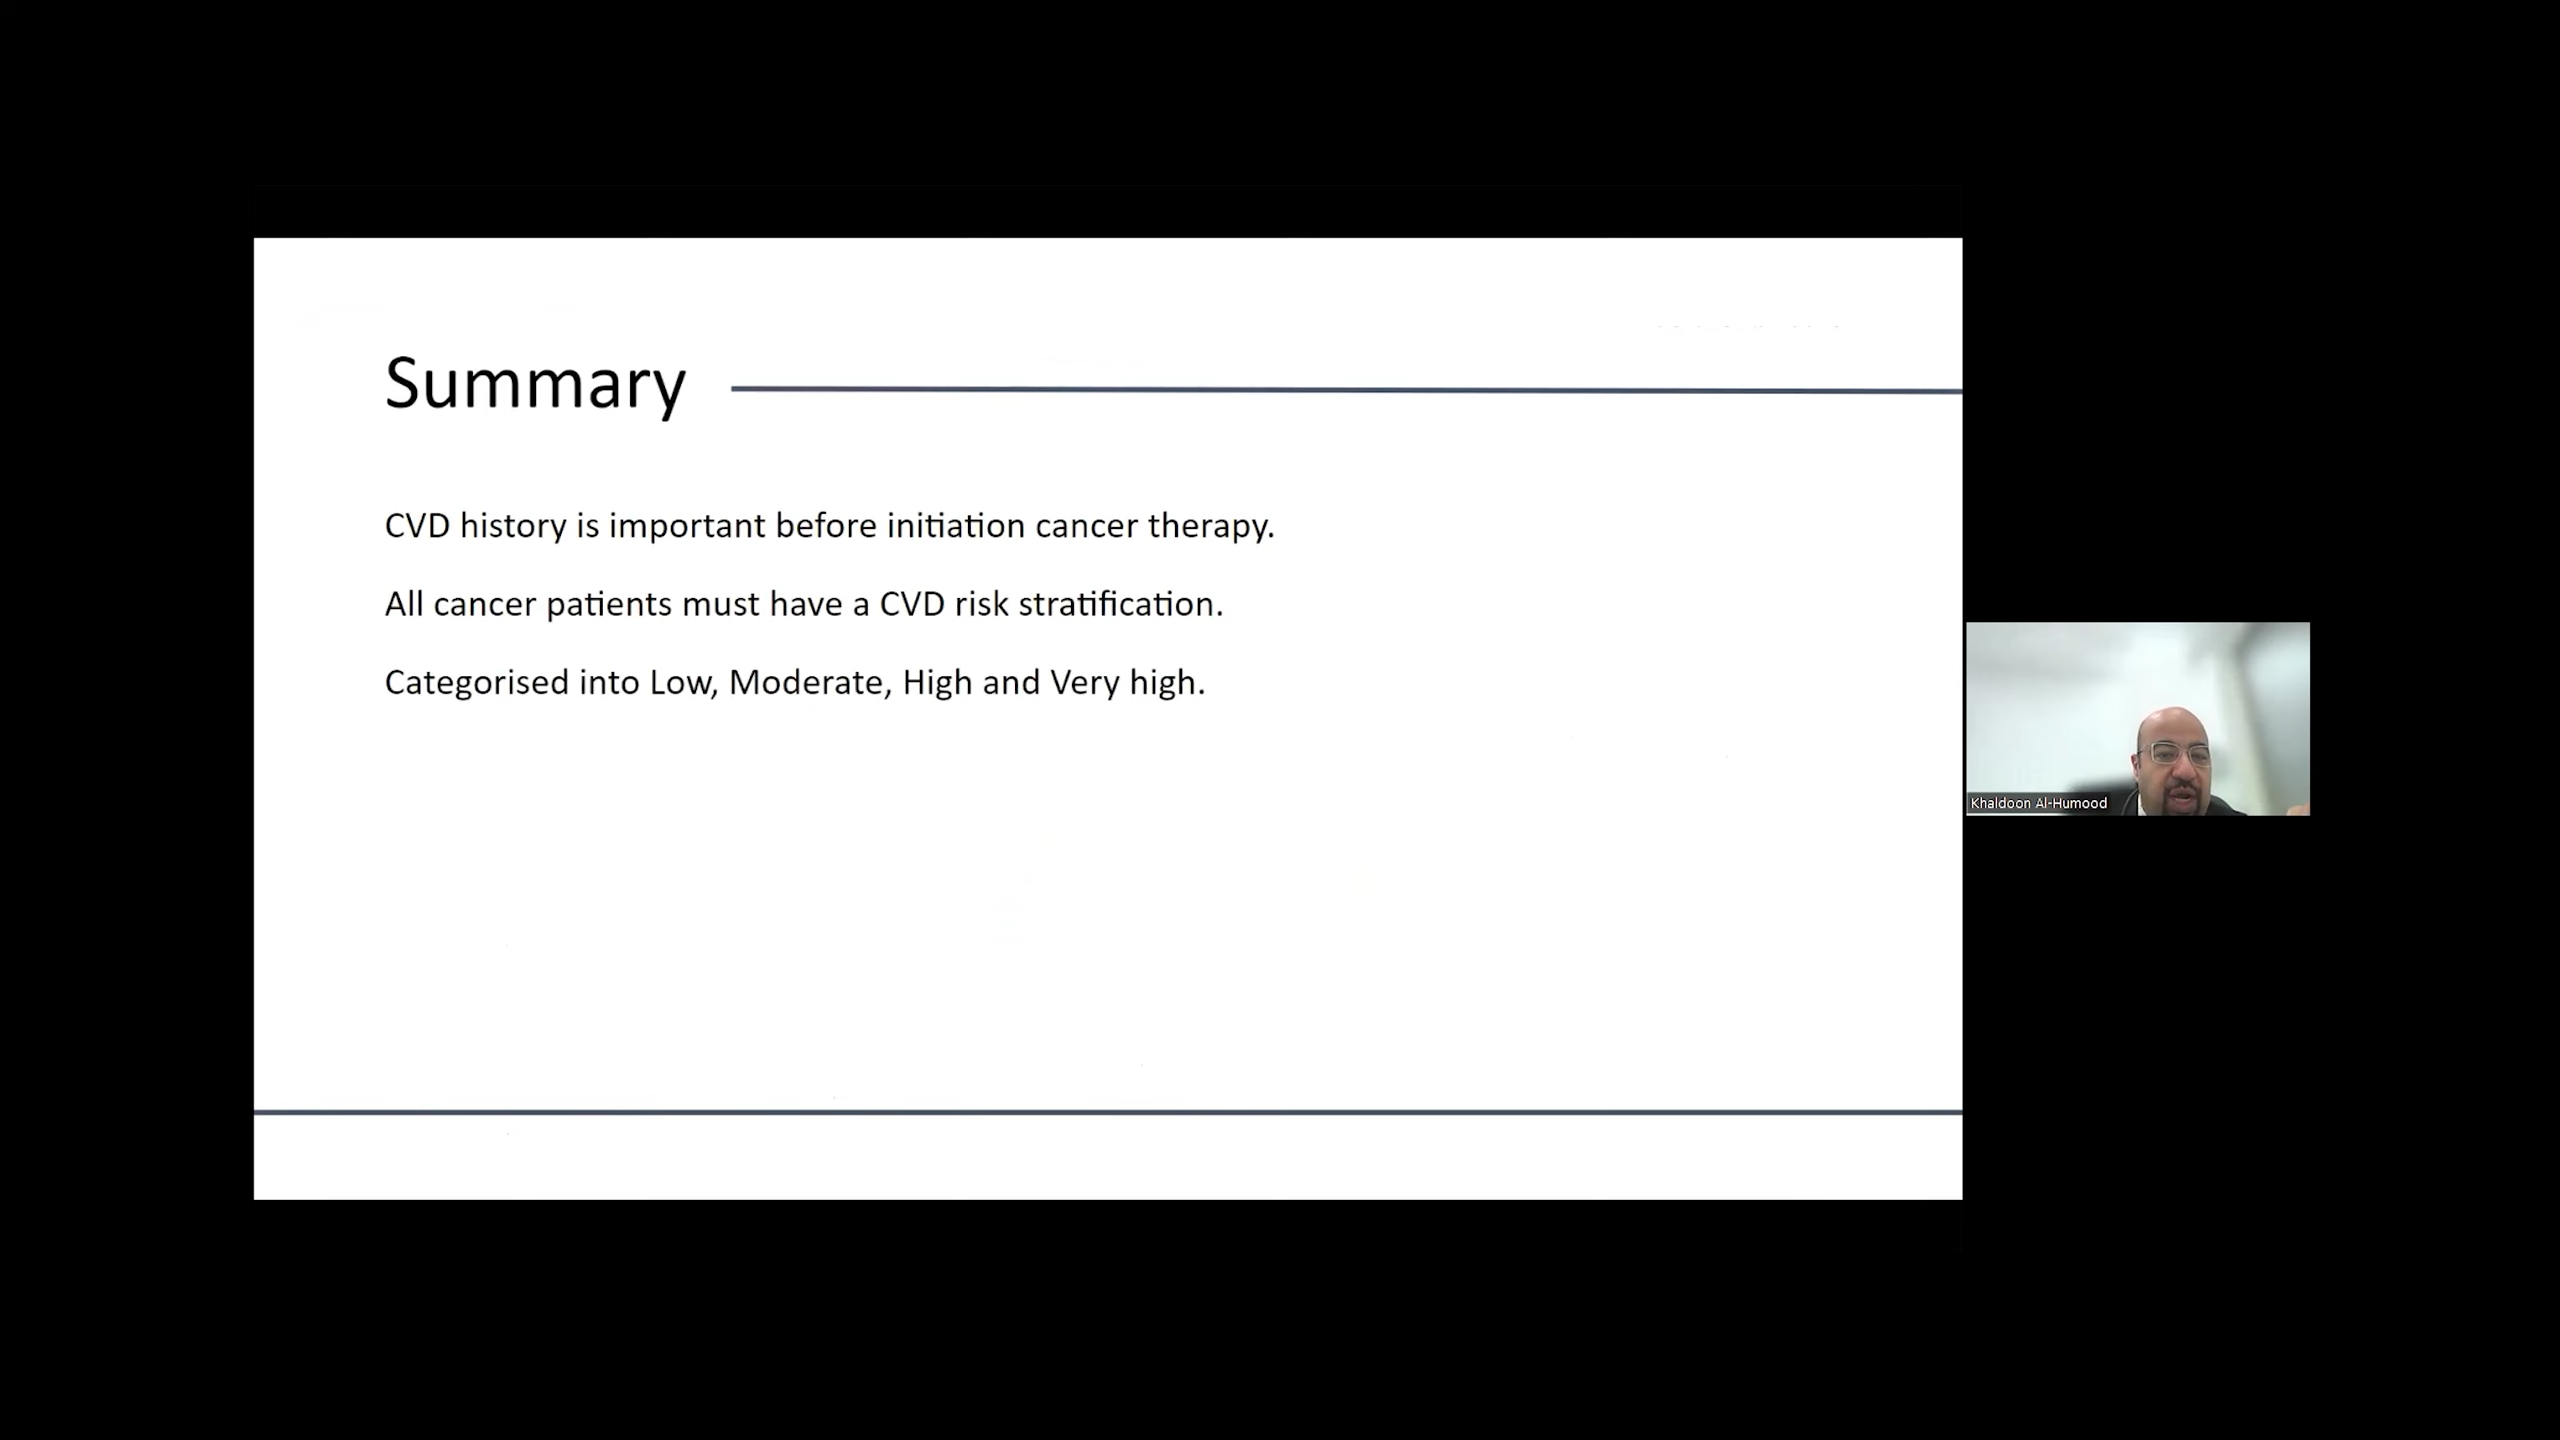 Summary
CVD history is important before initiation cancer therapy.
All cancer patients must have a CVD risk stratification.
Categorised into Low, Moderate, High and Very high.
Khaldoon Al-Humood